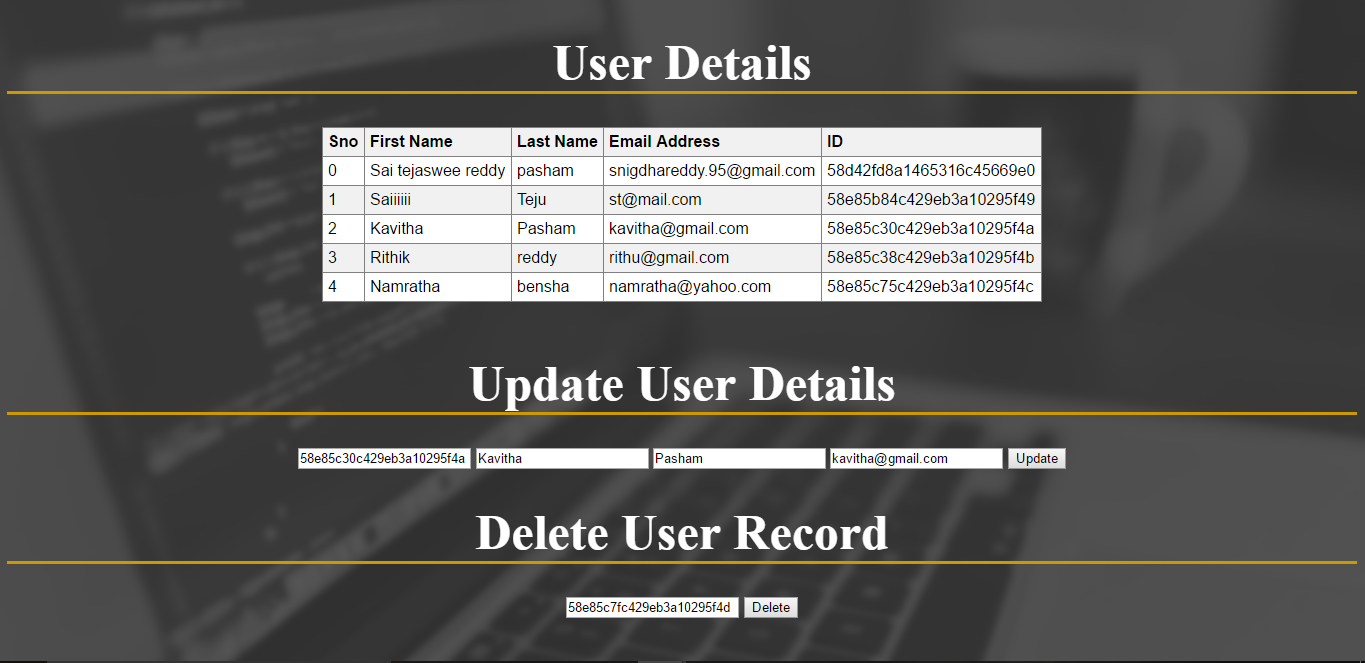 User Details
Sno First Name Last Name Email Address ID
0 Sai tejaswee reddy pasham snigdhareddy.95@gmail.com 58d42fd8a1465316c45669e0
1 Saiiiiii Teju st@mail.com 58e85b84c429eb3a10295f49
2 Kavitha Pasham kavitha@gmail.com 58e85c30c429eb3a10295f4a
3 Rithik reddy rithu@gmail.com 58e85c38c429eb3a10295f4b
4 Namratha bensha namratha@yahoo.com 58e85c75c429eb3a10295f4c
Update User Details
58e85c30c429eb3a10295f4a Kavitha Pasham kavitha@gmail.com Update
Delete User Record
58e85c7fc429eb3a10295f4d Delete